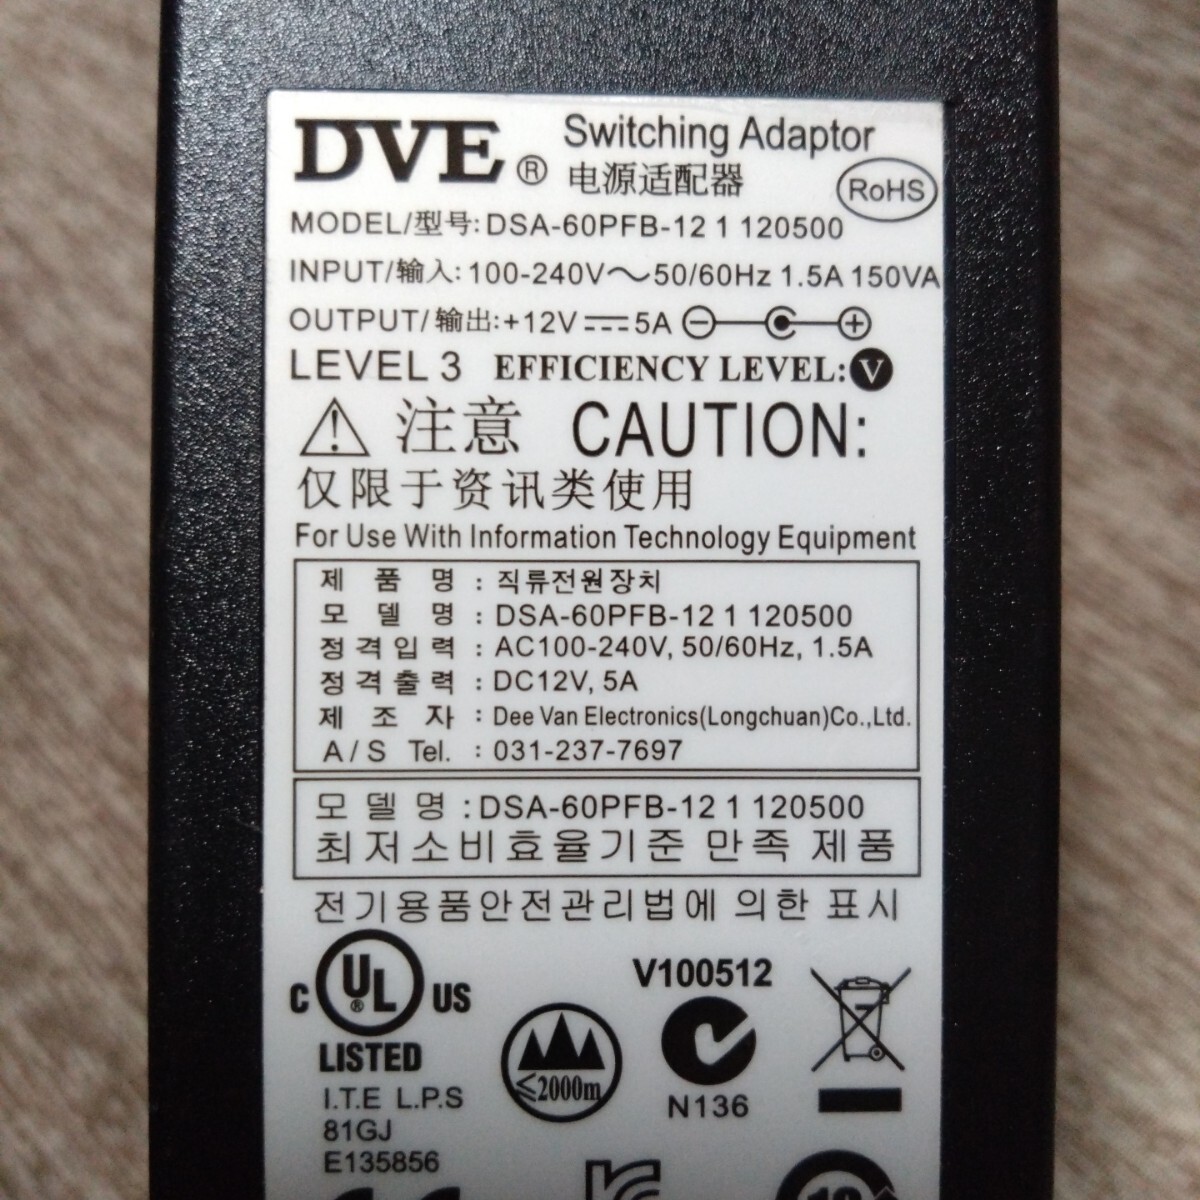 DVE® Switching Adaptor
电源适配器
RoHS
MODEL/型号: DSA-60PFB-12 1 120500
INPUT/输入: 100-240V～50/60Hz 1.5A 150VA
OUTPUT/输出:+12V⎓5A
LEVEL 3 EFFICIENCY LEVEL:V
注意 CAUTION:
仅限于资讯类使用
For Use With Information Technology Equipment
제 품 명 : 직류전원장치
모 델 명 : DSA-60PFB-12 1 120500
정격입력 : AC100-240V, 50/60Hz, 1.5A
정격출력 : DC12V, 5A
제 조 자 : Dee Van Electronics(Longchuan)Co.,Ltd.
A/S Tel. : 031-237-7697
모 델 명 : DSA-60PFB-12 1 120500
최저소비효율기준 만족 제품
전기용품안전관리법에 의한 표시
C UL® US
LISTED
I.T.E L.P.S
81GJ
E135856
≤2000m
V100512
N136